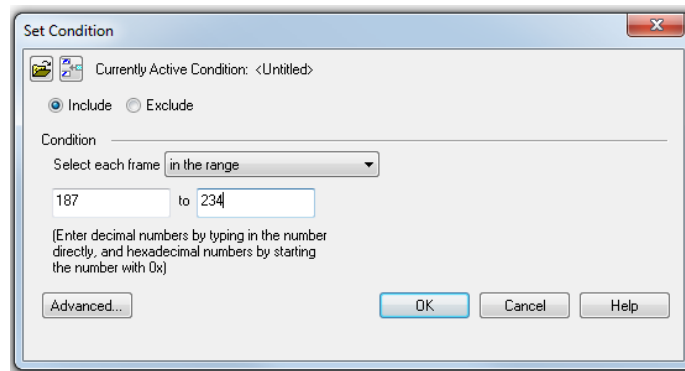 Set Condition
Currently Active Condition: <Untitled>
Include Exclude
Condition
Select each frame in the range
187 to 234
(Enter decimal numbers by typing in the number
directly, and hexadecimal numbers by starting
the number with 0x)
Advanced... OK Cancel Help